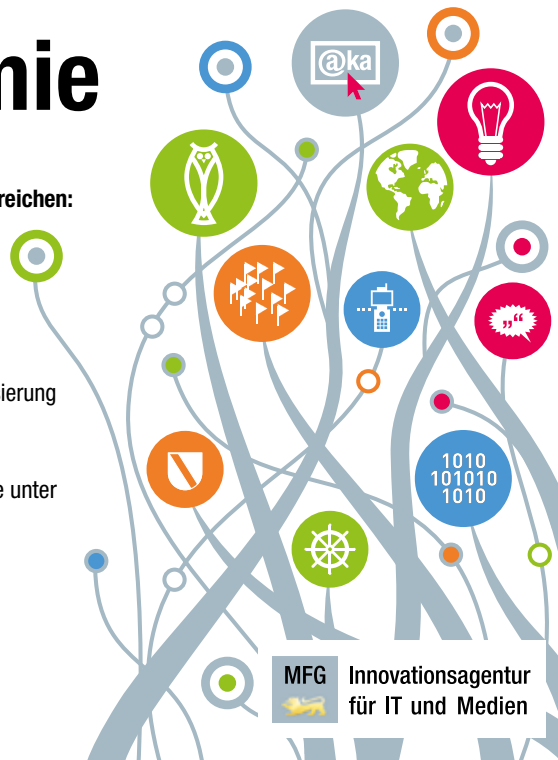 nie
@ka
reichen:
„“
ierung
1010
101010
1010
e unter
MFG Innovationsagentur
für IT und Medien